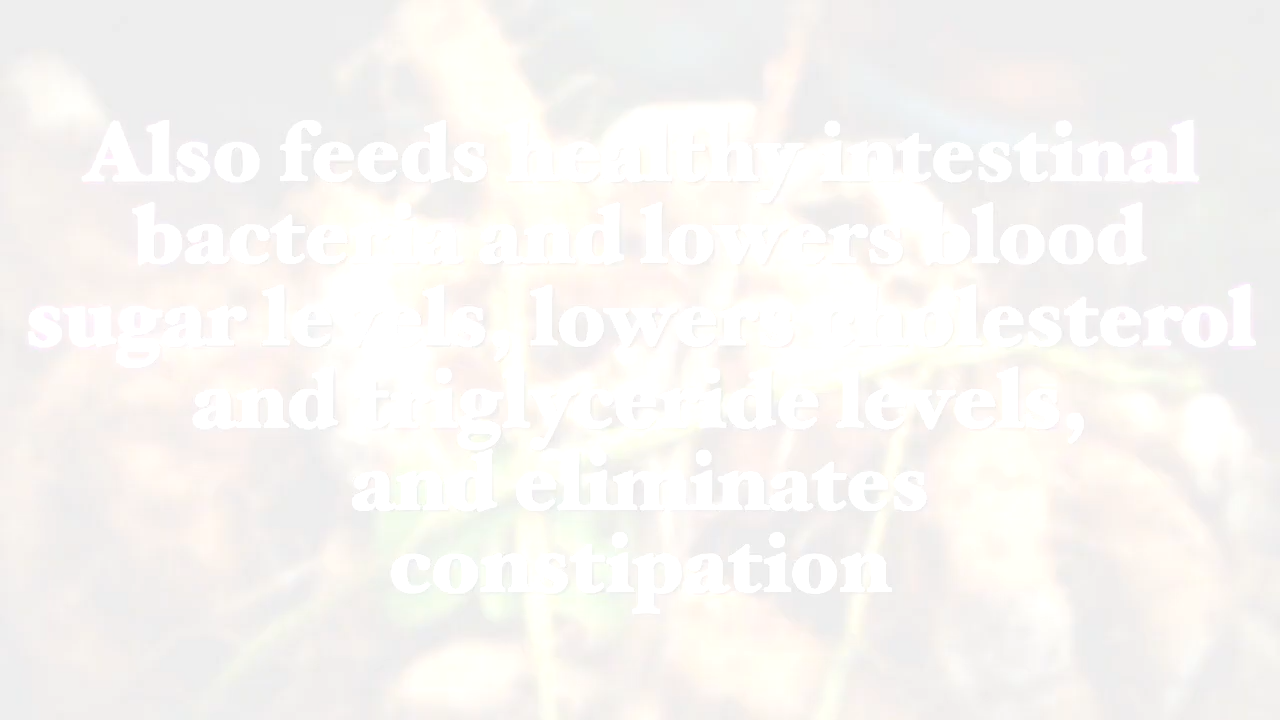 Also feeds healthy intestinal
bacteria and lowers blood
sugar levels, lowers cholesterol
and triglyceride levels,
and eliminates
constipation